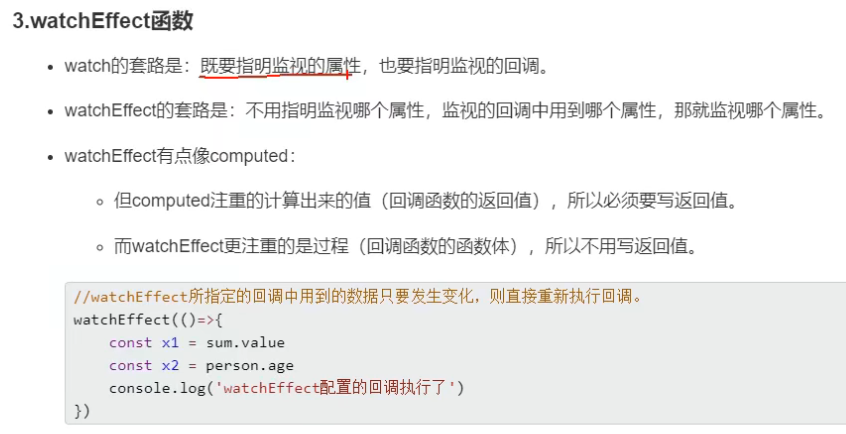 3.watchEffect函数
watch的套路是：既要指明监视的属性，也要指明监视的回调。
watchEffect的套路是：不用指明监视哪个属性，监视的回调中用到哪个属性，那就监视哪个属性。
watchEffect有点像computed：
但computed注重的计算出来的值（回调函数的返回值），所以必须要写返回值。
而watchEffect更注重的是过程（回调函数的函数体），所以不用写返回值。
//watchEffect所指定的回调中用到的数据只要发生变化，则直接重新执行回调。
watchEffect(()=>{
    const x1 = sum.value
    const x2 = person.age
    console.log('watchEffect配置的回调执行了')
})